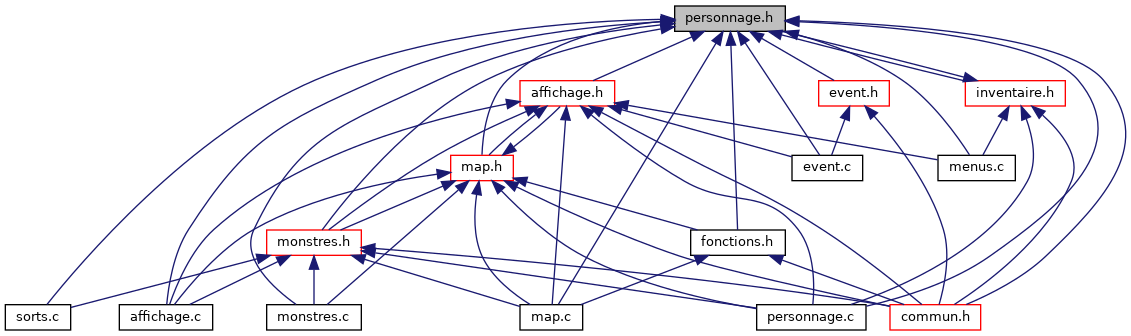 personnage.h
affichage.h
event.h
inventaire.h
map.h
event.c
menus.c
monstres.h
fonctions.h
sorts.c
affichage.c
monstres.c
map.c
personnage.c
commun.h